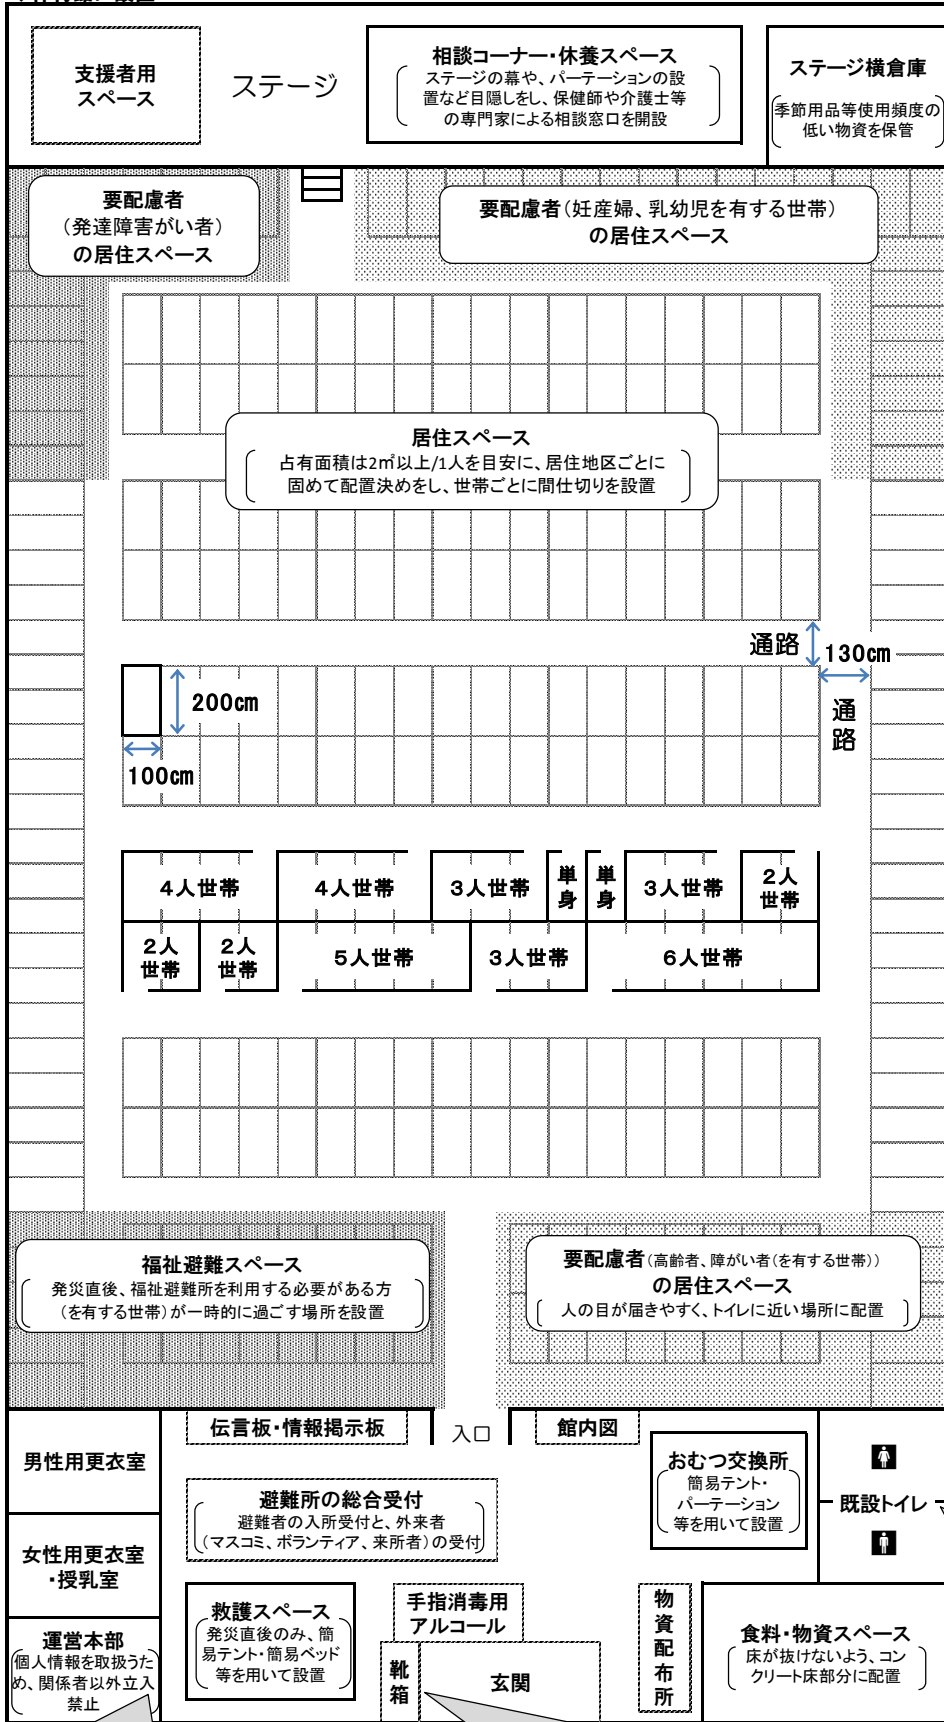 支援者用
スペース
ステージ
相談コーナー・休養スペース
ステージの幕や、パーテーションの設
置など目隠しをし、保健師や介護士等
の専門家による相談窓口を開設
ステージ横倉庫
季節用品等使用頻度の
低い物資を保管
要配慮者
（発達障害がい者）
の居住スペース
要配慮者（妊産婦、乳幼児を有する世帯）
の居住スペース
居住スペース
占有面積は2㎡以上/1人を目安に、居住地区ごとに
固めて配置決めをし、世帯ごとに間仕切りを設置
通路
130㎝
200㎝
通路
100㎝
4人世帯
4人世帯
3人世帯
単身
単身
3人世帯
2人
世帯
2人
世帯
2人
世帯
5人世帯
3人世帯
6人世帯
福祉避難スペース
発災直後、福祉避難所を利用する必要がある方
（を有する世帯）が一時的に過ごす場所を設置
要配慮者（高齢者、障がい者（を有する世帯））
の居住スペース
人の目が届きやすく、トイレに近い場所に配置
伝言板・情報掲示板
入口
館内図
男性用更衣室
おむつ交換所
簡易テント・
パーテーション
等を用いて設置
既設トイレ
避難所の総合受付
避難者の入所受付と、外来者
（マスコミ、ボランティア、来所者）の受付
女性用更衣室
・授乳室
救護スペース
発災直後のみ、簡
易テント・簡易ベッド
等を用いて設置
手指消毒用
アルコール
物資配布所
食料・物資スペース
床が抜けないよう、コン
クリート床部分に配置
運営本部
個人情報を取扱うた
め、関係者以外立入
禁止
靴箱
玄関